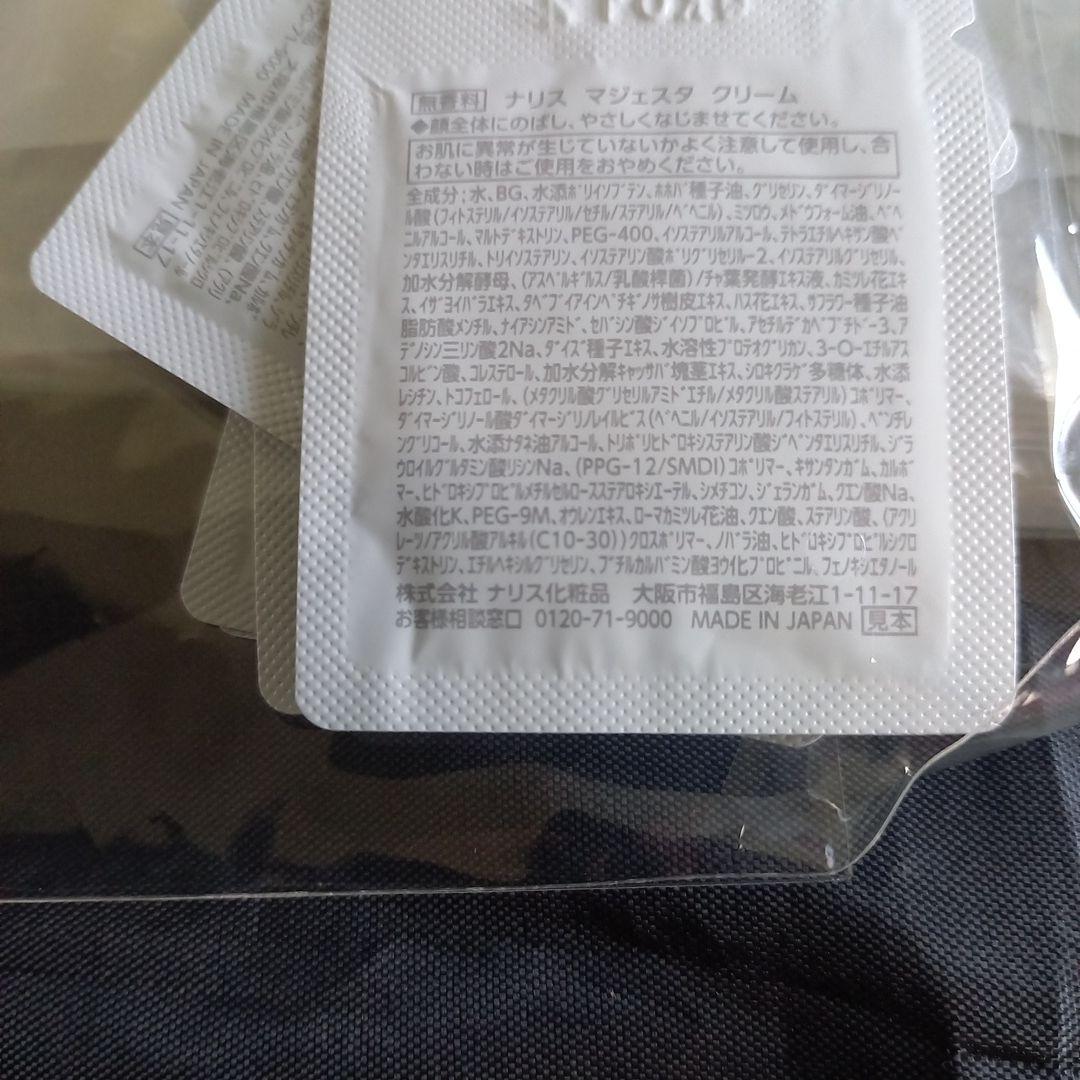 無香料 ナリス マジェスタ クリーム
◆顔全体にのばし、やさしくなじませてください。
お肌に異常が生じていないかよく注意して使用し、合
わない時はご使用をおやめください。
全成分:水、BG、水添ポリイソブテン、ホホバ種子油、グリセリン、ダイマージリノー
ル酸(フィトステリル/イソステアリル/セチル/ステアリル/ベヘニル)、ミツロウ、メドウフォーム油、ベヘ
ニルアルコール、マルトデキストリン、PEG-400、イソステアリルアルコール、テトラエチルヘキサン酸ペ
ンタエリスリチル、トリイソステアリン、イソステアリン酸ポリグリセリル-2、イソステアリルグリセリル、
加水分解酵母、(アスペルギルス/乳酸桿菌)/チャ葉発酵エキス液、カミツレ花エキ
ス、イザヨイバラエキス、タベブイアインペチギノサ樹皮エキス、ハス花エキス、サフラワー種子油
脂肪酸メンチル、ナイアシンアミド、セバシン酸ジイソプロピル、アセチルデカペプチド-3、ア
デノシン三リン酸2Na、ダイズ種子エキス、水溶性プロテオグリカン、3-O-エチルアス
コルビン酸、コレステロール、加水分解キャッサバ塊茎エキス、シロキクラゲ多糖体、水添
レシチン、トコフェロール、(メタクリル酸グリセリルアミドエチル/メタクリル酸ステアリル)コポリマー、
ダイマージリノール酸ダイマージリノレイルビス(ベヘニル/イソステアリル/フィトステリル)、ペンチレ
ングリコール、水添ナタネ油アルコール、トリポリヒドロキシステアリン酸ジペンタエリスリチル、ジラ
ウロイルグルタミン酸リシンNa、(PPG-12/SMDI)コポリマー、キサンタンガム、カルボ
マー、ヒドロキシプロピルメチルセルロースステアロキシエーテル、シメチコン、ジェランガム、クエン酸Na、
水酸化K、PEG-9M、オウレンエキス、ローマカミツレ花油、クエン酸、ステアリン酸、(アクリ
レーツ/アクリル酸アルキル(C10-30))クロスポリマー、ノバラ油、ヒドロキシプロピルシクロ
デキストリン、エチルヘキシルグリセリン、ブチルカルバミン酸ヨウ化プロピニル、フェノキシエタノール
株式会社 ナリス化粧品 大阪市福島区海老江1-11-17
お客様相談窓口 0120-71-9000 MADE IN JAPAN 見本
MADE IN JAPAN 見本